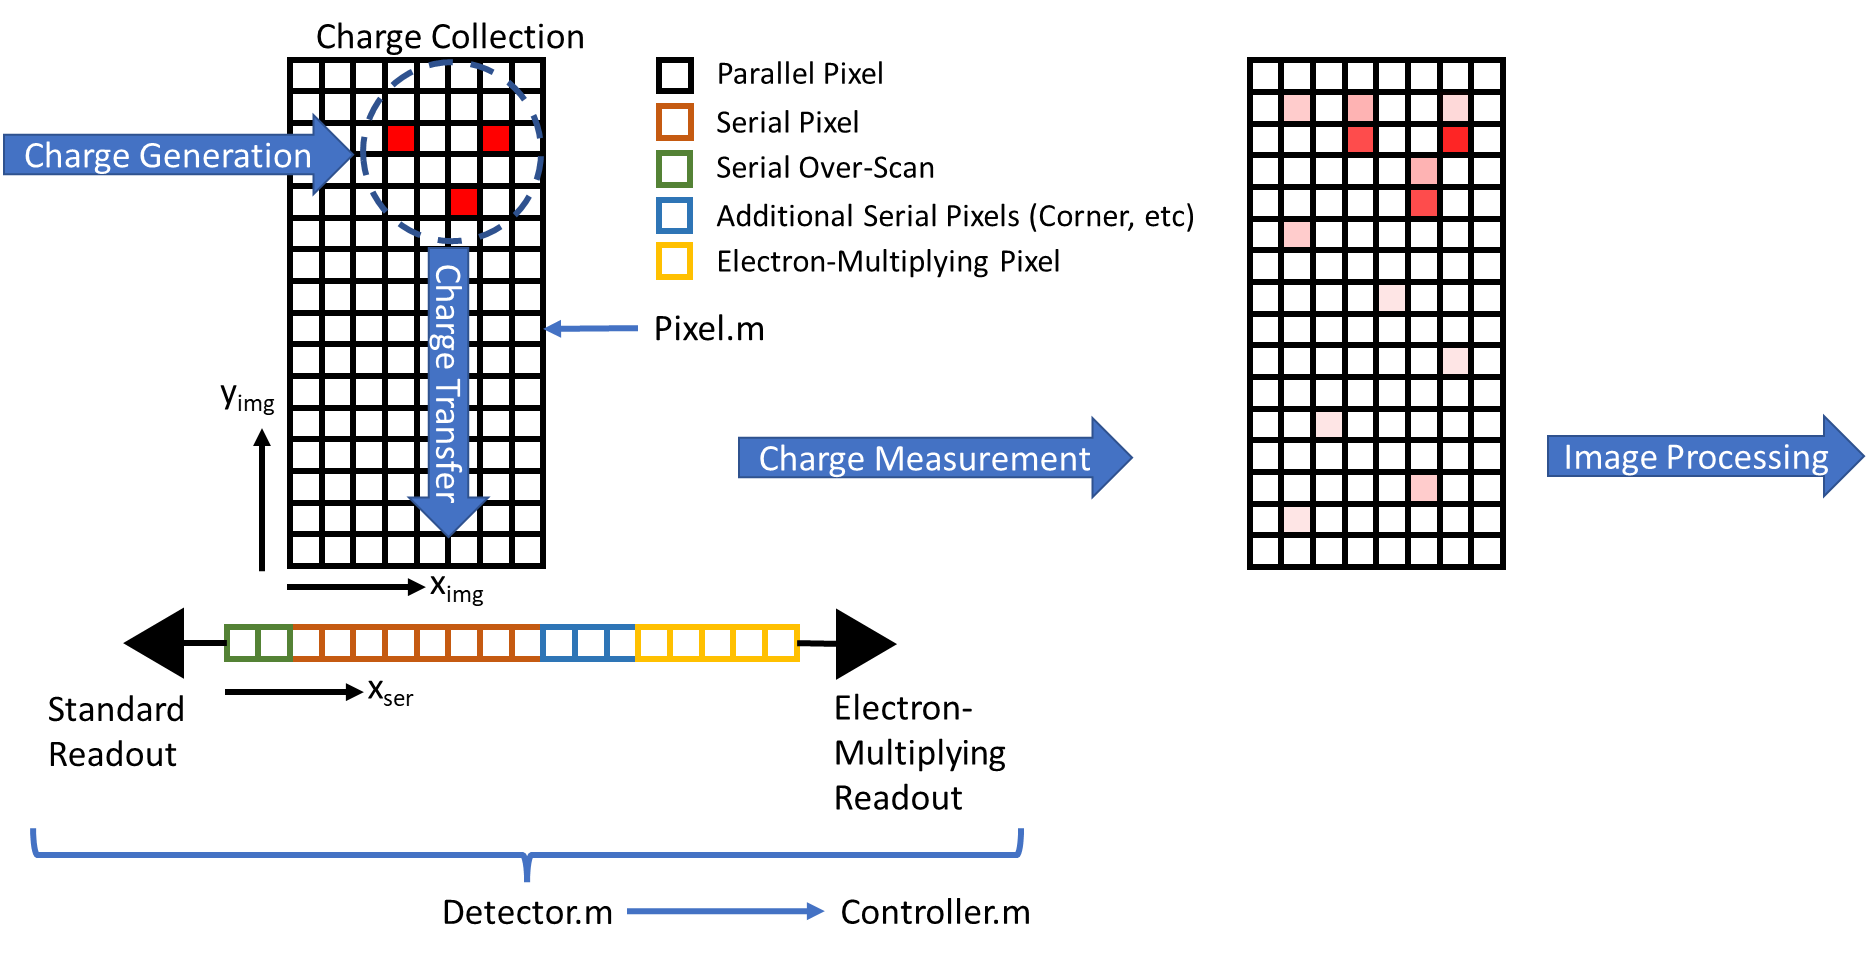 Charge Collection
Charge Generation
Parallel Pixel
Serial Pixel
Serial Over-Scan
Additional Serial Pixels (Corner, etc)
Electron-Multiplying Pixel
Charge Transfer
Pixel.m
yimg
ximg
Charge Measurement
Image Processing
xser
Standard
Readout
Electron-
Multiplying
Readout
Detector.m
Controller.m